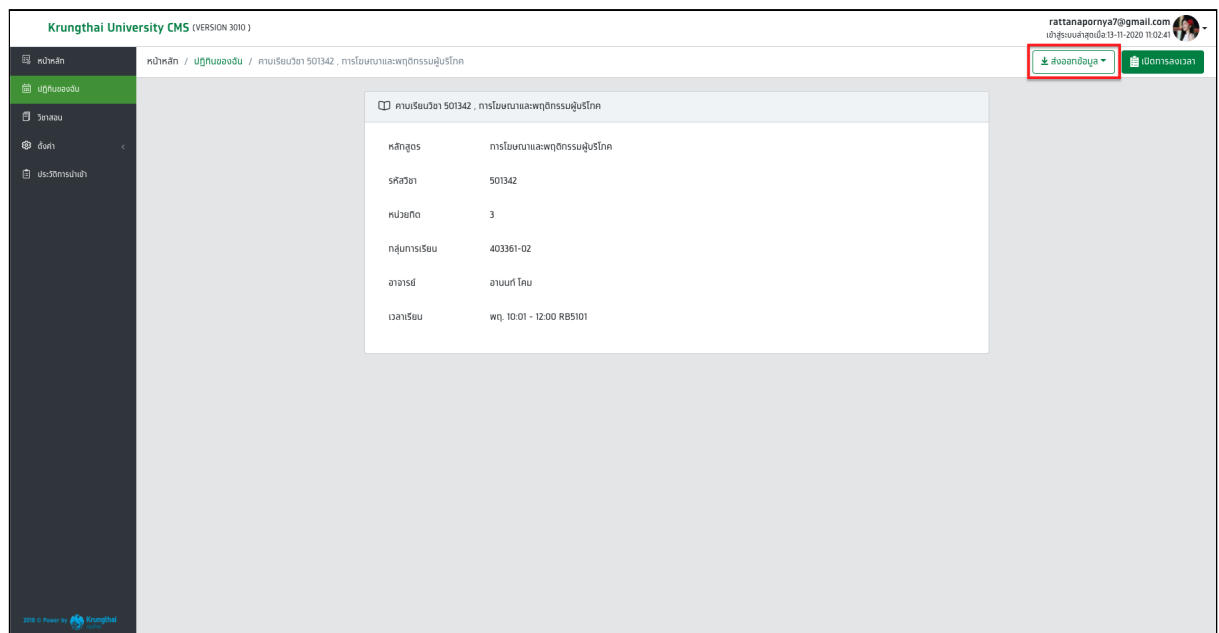 Krungthai University CMS (VERSION 3010 )
rattanapornya7@gmail.com
เข้าสู่ระบบล่าสุดเมื่อ:13-11-2020 11:02:41
หน้าหลัก
ปฏิทินของฉัน
วิชาสอน
ตั้งค่า
ประวัติการนำเข้า
หน้าหลัก / ปฏิทินของฉัน / คาบเรียนวิชา 501342 , การโฆษณาและพฤติกรรมผู้บริโภค
ส่งออกข้อมูล
เปิดการลงเวลา
คาบเรียนวิชา 501342 , การโฆษณาและพฤติกรรมผู้บริโภค
หลักสูตร การโฆษณาและพฤติกรรมผู้บริโภค
รหัสวิชา 501342
หน่วยกิต 3
กลุ่มการเรียน 403361-02
อาจารย์ อานนท์ โคม
เวลาเรียน พฤ. 10:01 - 12:00 RB5101
2018 © Power by Krungthai